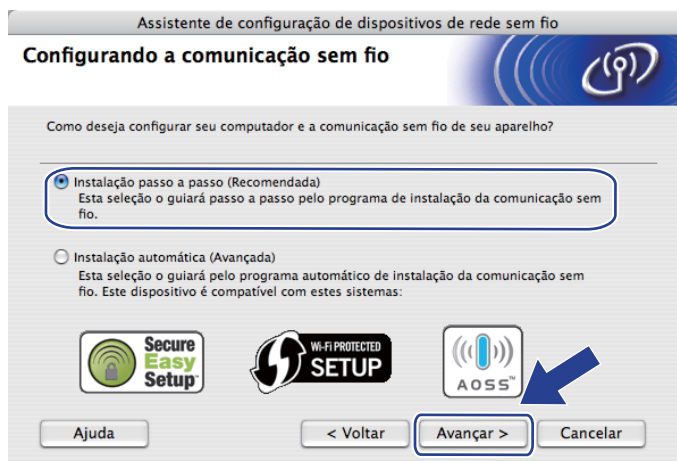 Assistente de configuração de dispositivos de rede sem fio
Configurando a comunicação sem fio
Como deseja configurar seu computador e a comunicação sem fio de seu aparelho?
Instalação passo a passo (Recomendada)
Esta seleção o guiará passo a passo pelo programa de instalação da comunicação sem
fio.
Instalação automática (Avançada)
Esta seleção o guiará pelo programa automático de instalação da comunicação sem
fio. Este dispositivo é compatível com estes sistemas:
Secure
Easy
Setup™
Wi-Fi PROTECTED
SETUP
AOSS™
Ajuda
< Voltar
Avançar >
Cancelar